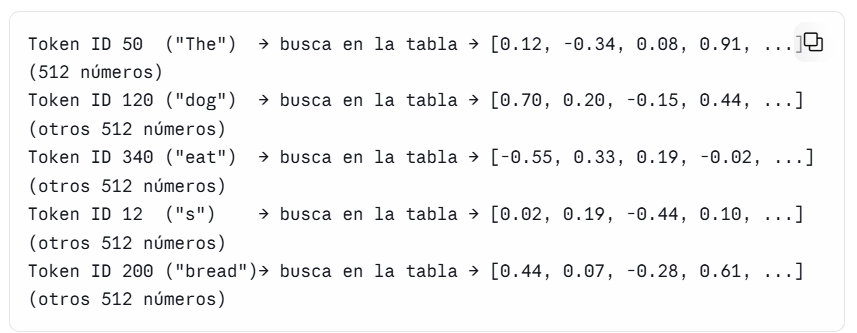 Token ID 50  ("The")  → busca en la tabla → [0.12, -0.34, 0.08, 0.91, ...]
(512 números)
Token ID 120 ("dog")  → busca en la tabla → [0.70, 0.20, -0.15, 0.44, ...]
(otros 512 números)
Token ID 340 ("eat")  → busca en la tabla → [-0.55, 0.33, 0.19, -0.02, ...]
(otros 512 números)
Token ID 12  ("s")    → busca en la tabla → [0.02, 0.19, -0.44, 0.10, ...]
(otros 512 números)
Token ID 200 ("bread")→ busca en la tabla → [0.44, 0.07, -0.28, 0.61, ...]
(otros 512 números)